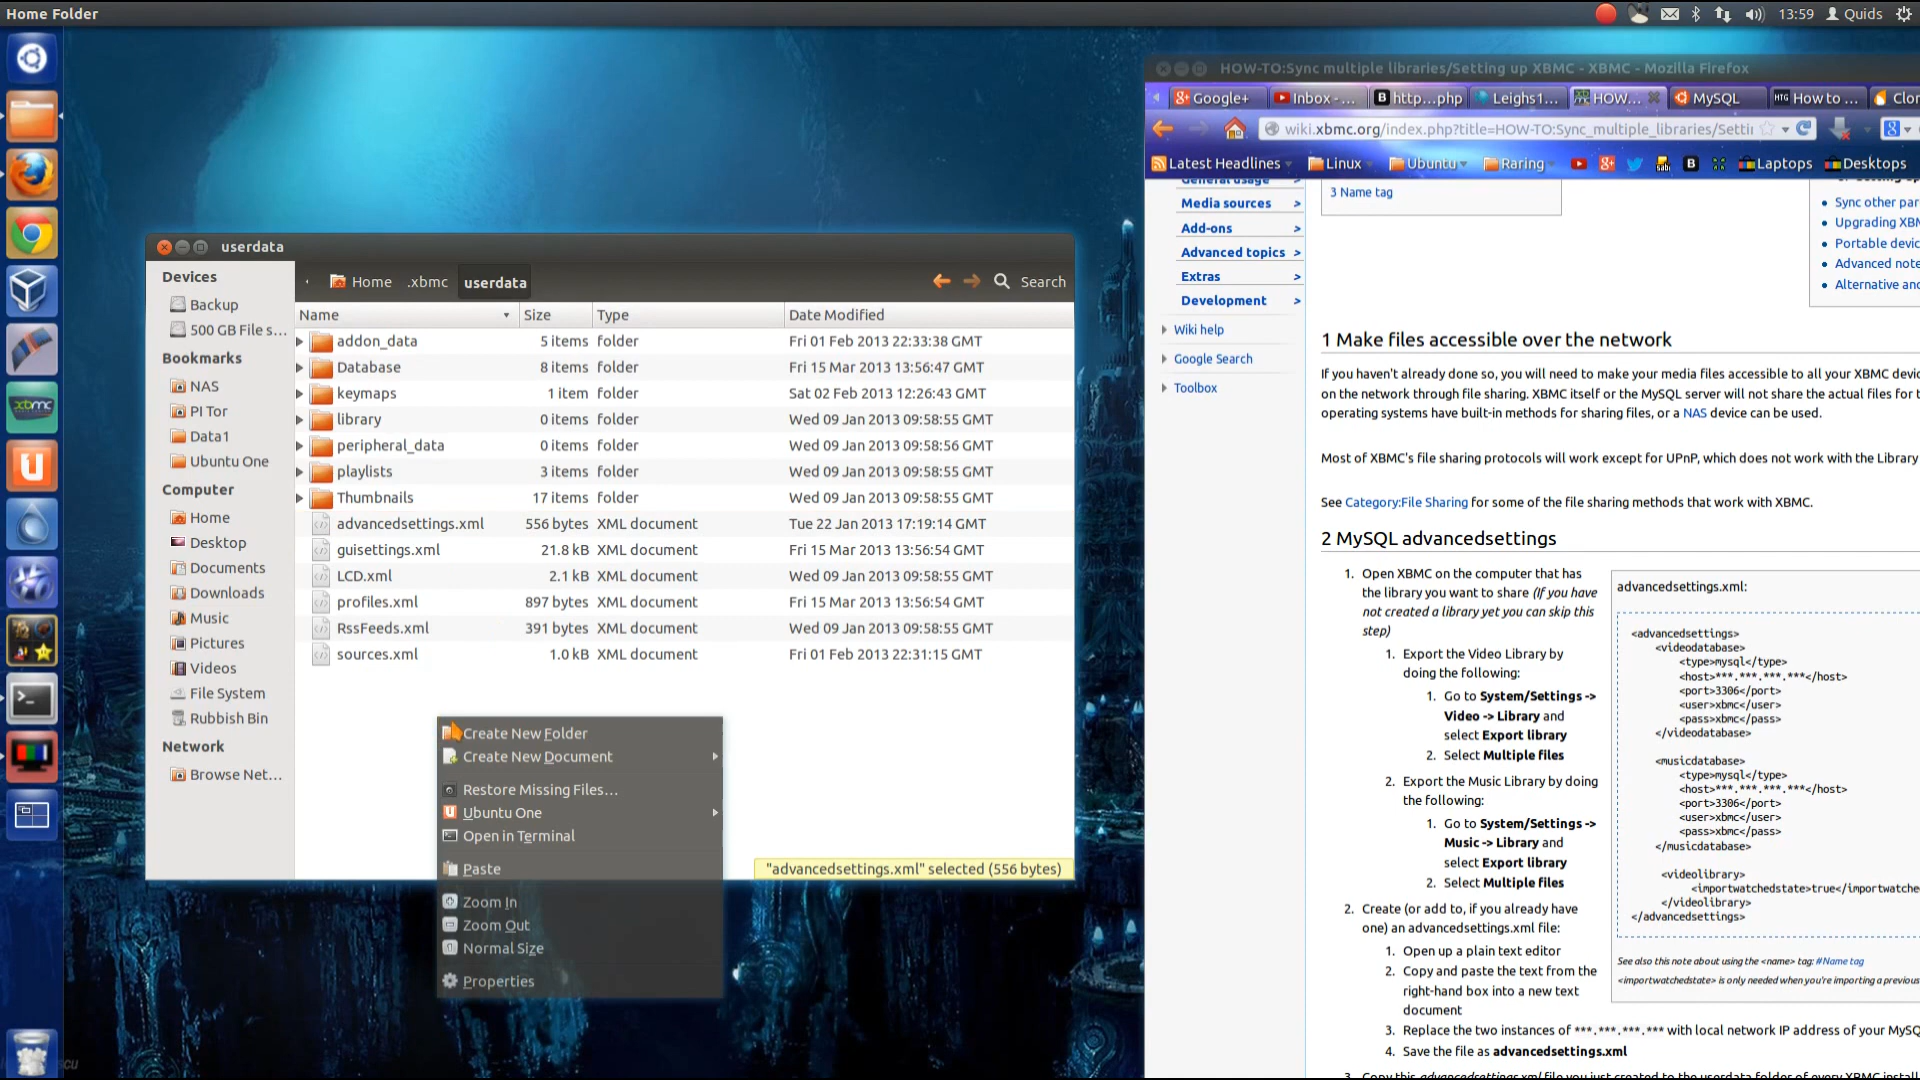 Home Folder
13:59
Quids
HOW-TO:Sync multiple libraries/Setting up XBMC - XBMC - Mozilla Firefox
Google+
Inbox - ...
http...php
Leighs1...
HOW...
MySQL
HTG How to ...
Clor
wiki.xbmc.org/index.php?title=HOW-TO:Sync_multiple_libraries/Setti
Latest Headlines
Linux
Ubuntu
Raring
Laptops
Desktops
userdata
Devices
Backup
500 GB File s...
Bookmarks
NAS
PI Tor
Data1
Ubuntu One
Computer
Home
Desktop
Documents
Downloads
Music
Pictures
Videos
File System
Rubbish Bin
Network
Browse Net...
Home .xbmc userdata Search
Name Size Type Date Modified
addon_data 5 items folder Fri 01 Feb 2013 22:33:38 GMT
Database 8 items folder Fri 15 Mar 2013 13:56:47 GMT
keymaps 1 item folder Sat 02 Feb 2013 12:26:43 GMT
library 0 items folder Wed 09 Jan 2013 09:58:55 GMT
peripheral_data 0 items folder Wed 09 Jan 2013 09:58:56 GMT
playlists 3 items folder Wed 09 Jan 2013 09:58:55 GMT
Thumbnails 17 items folder Wed 09 Jan 2013 09:58:55 GMT
advancedsettings.xml 556 bytes XML document Tue 22 Jan 2013 17:19:14 GMT
guisettings.xml 21.8 kB XML document Fri 15 Mar 2013 13:56:54 GMT
LCD.xml 2.1 kB XML document Wed 09 Jan 2013 09:58:55 GMT
profiles.xml 897 bytes XML document Fri 15 Mar 2013 13:56:54 GMT
RssFeeds.xml 391 bytes XML document Wed 09 Jan 2013 09:58:55 GMT
sources.xml 1.0 kB XML document Fri 01 Feb 2013 22:31:15 GMT
Create New Folder
Create New Document
Restore Missing Files...
Ubuntu One
Open in Terminal
Paste
Zoom In
Zoom Out
Normal Size
Properties
"advancedsettings.xml" selected (556 bytes)
General usage >
Media sources >
Add-ons >
Advanced topics >
Extras >
Development >
Wiki help
Google Search
Toolbox
3 Name tag
Sync other par
Upgrading XBM
Portable devic
Advanced note
Alternative and
1 Make files accessible over the network
If you haven't already done so, you will need to make your media files accessible to all your XBMC devic
on the network through file sharing. XBMC itself or the MySQL server will not share the actual files for t
operating systems have built-in methods for sharing files, or a NAS device can be used.
Most of XBMC's file sharing protocols will work except for UPnP, which does not work with the Library
See Category:File Sharing for some of the file sharing methods that work with XBMC.
2 MySQL advancedsettings
1. Open XBMC on the computer that has
the library you want to share (If you have
not created a library yet you can skip this
step)
1. Export the Video Library by
doing the following:
1. Go to System/Settings ->
Video -> Library and
select Export library
2. Select Multiple files
2. Export the Music Library by doing
the following:
1. Go to System/Settings ->
Music -> Library and
select Export library
2. Select Multiple files
2. Create (or add to, if you already have
one) an advancedsettings.xml file:
1. Open up a plain text editor
2. Copy and paste the text from the
right-hand box into a new text
document
3. Replace the two instances of ***.***.***.*** with local network IP address of your MySQ
4. Save the file as advancedsettings.xml
3. Copy this advancedsettings.xml file you just created to the userdata folder of every XBMC install
advancedsettings.xml:
<advancedsettings>
<videodatabase>
<type>mysql</type>
<host>***.***.***.***</host>
<port>3306</port>
<user>xbmc</user>
<pass>xbmc</pass>
</videodatabase>
<musicdatabase>
<type>mysql</type>
<host>***.***.***.***</host>
<port>3306</port>
<user>xbmc</user>
<pass>xbmc</pass>
</musicdatabase>
<videolibrary>
<importwatchedstate>true</importwatche
</videolibrary>
</advancedsettings>
See also this note about using the <name> tag: #Name tag
<importwatchedstate> is only needed when you're importing a previous